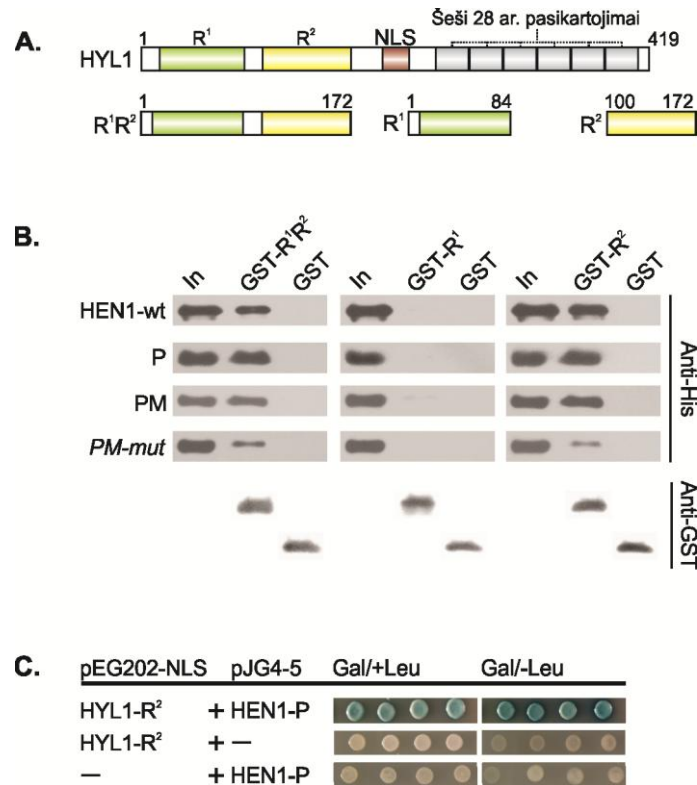 A.
Šeši 28 ar. pasikartojimai
1 R¹ R² NLS 419
HYL1
1 172 1 84 100 172
R¹R² R¹ R²
B.
In GST-R¹R² GST In GST-R¹ GST In GST-R² GST
HEN1-wt
P
PM
PM-mut
Anti-His
Anti-GST
C.
pEG202-NLS pJG4-5 Gal/+Leu Gal/-Leu
HYL1-R² + HEN1-P
HYL1-R² + —
— + HEN1-P